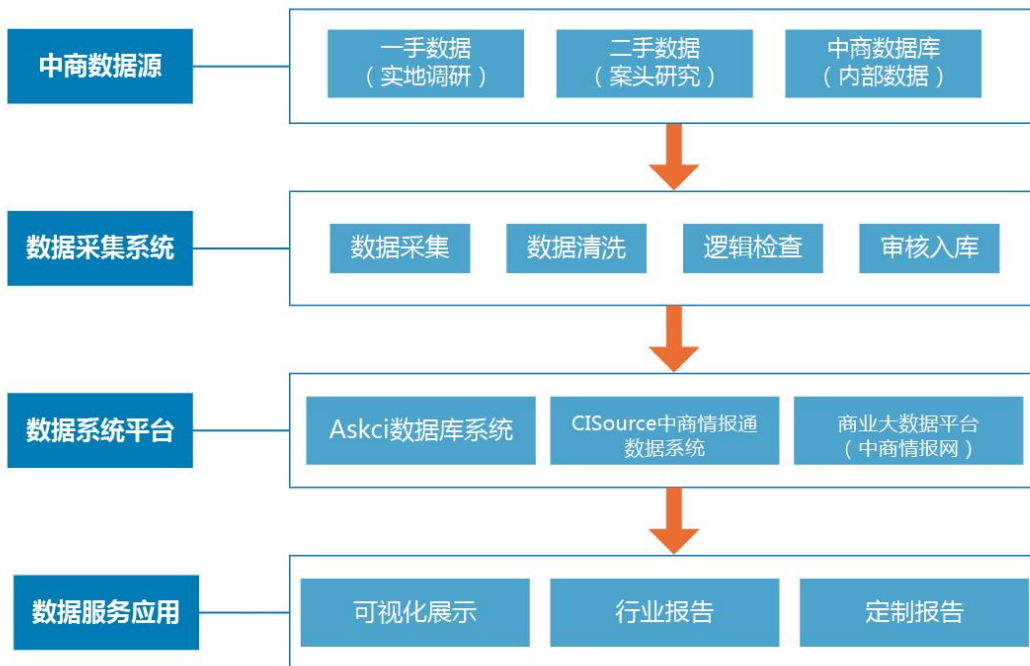 中商数据源
一手数据
（实地调研）
二手数据
（案头研究）
中商数据库
（内部数据）
数据采集系统
数据采集
数据清洗
逻辑检查
审核入库
数据系统平台
Askci数据库系统
CISource中商情报通
数据系统
商业大数据平台
（中商情报网）
数据服务应用
可视化展示
行业报告
定制报告